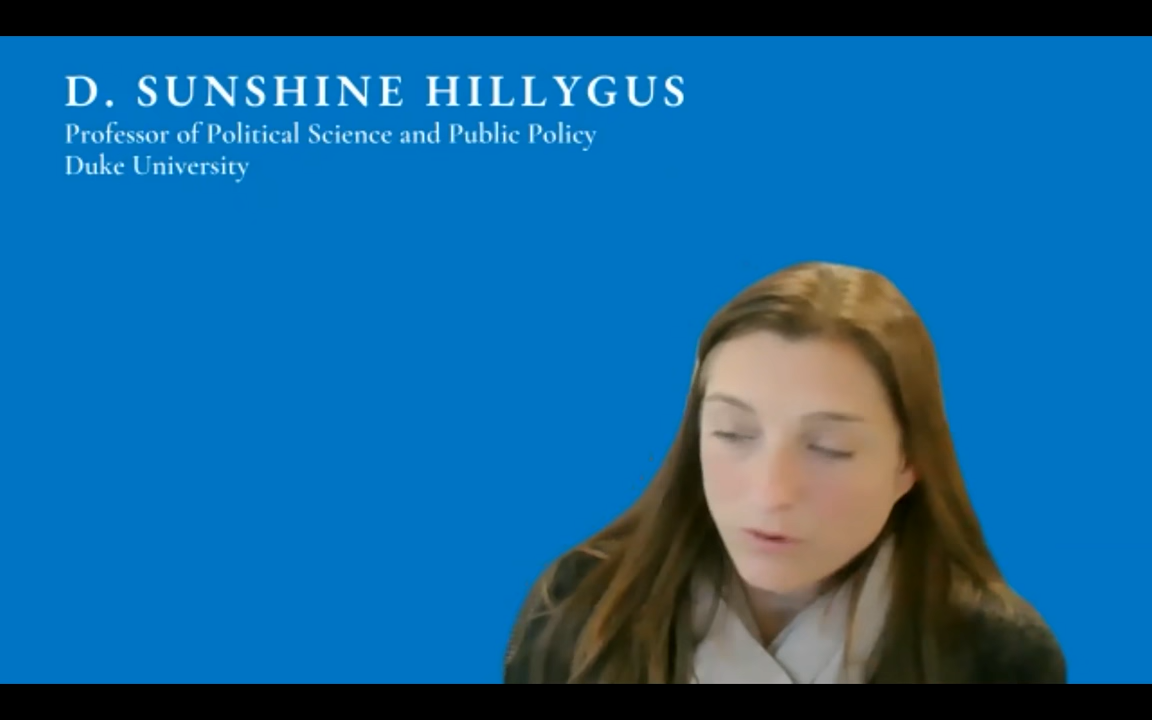 D. SUNSHINE HILLYGUS
Professor of Political Science and Public Policy
Duke University